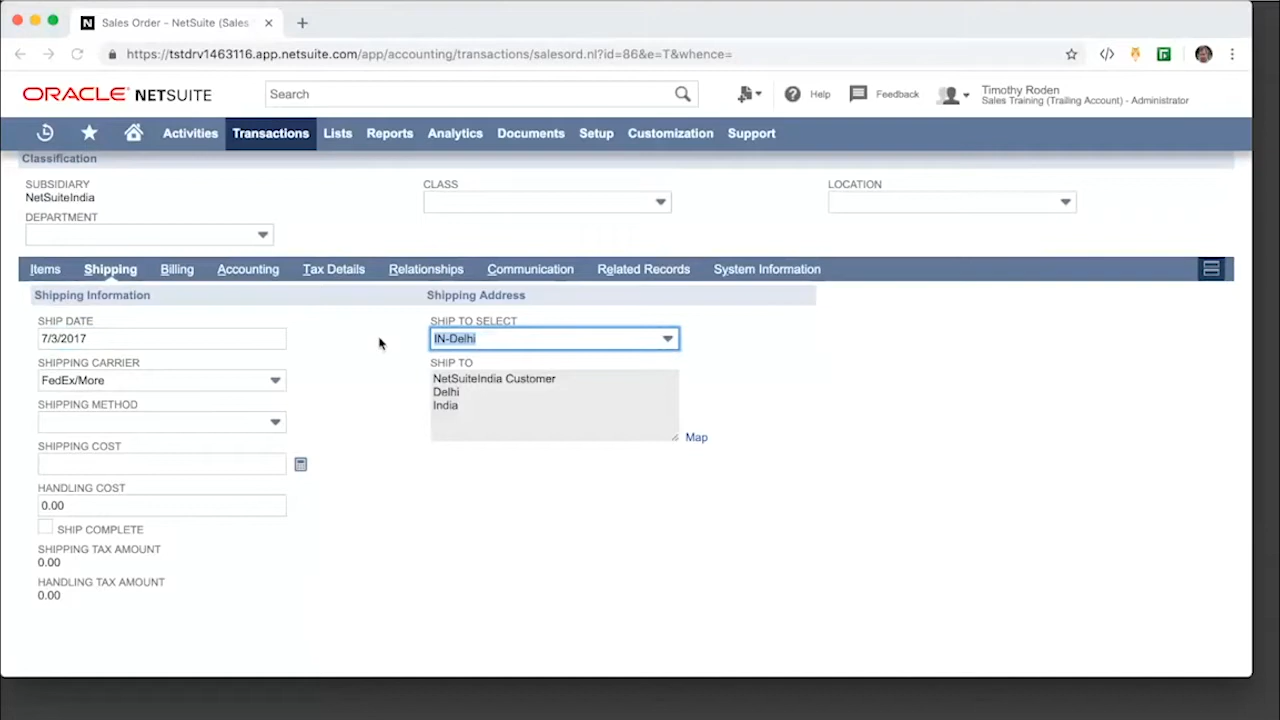 Sales Order - NetSuite (Sales
https://tstdrv1463116.app.netsuite.com/app/accounting/transactions/salesord.nl?id=86&e=T&whence=
ORACLE NETSUITE
Search
Help
Feedback
Timothy Roden
Sales Training (Trailing Account) - Administrator
Activities Transactions Lists Reports Analytics Documents Setup Customization Support
Classification
SUBSIDIARY
NetSuiteIndia
CLASS
LOCATION
DEPARTMENT
Items Shipping Billing Accounting Tax Details Relationships Communication Related Records System Information
Shipping Information
SHIP DATE
7/3/2017
SHIPPING CARRIER
FedEx/More
SHIPPING METHOD
SHIPPING COST
HANDLING COST
0.00
SHIP COMPLETE
SHIPPING TAX AMOUNT
0.00
HANDLING TAX AMOUNT
0.00
Shipping Address
SHIP TO SELECT
IN-Delhi
SHIP TO
NetSuiteIndia Customer
Delhi
India
Map